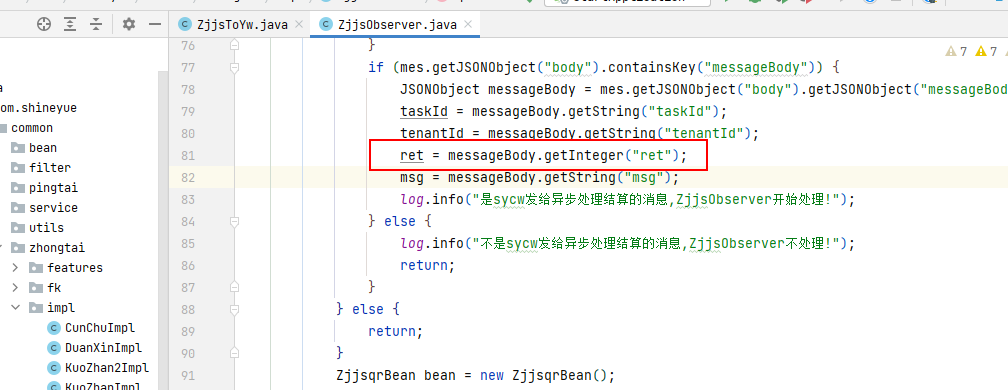 ZjjsToYw.java
ZjjsObserver.java
7
7
om.shineyue
common
bean
filter
pingtai
service
utils
zhongtai
features
fk
impl
CunChuImpl
DuanXinImpl
KuoZhan2Impl
76 }
77 if (mes.getJSONObject("body").containsKey("messageBody")) {
78 JSONObject messageBody = mes.getJSONObject("body").getJSONObject("messageBod
79 taskId = messageBody.getString("taskId");
80 tenantId = messageBody.getString("tenantId");
81 ret = messageBody.getInteger("ret");
82 msg = messageBody.getString("msg");
83 log.info("是sycw发给异步处理结算的消息,ZjjsObserver开始处理!");
84 } else {
85 log.info("不是sycw发给异步处理结算的消息,ZjjsObserver不处理!");
86 return;
87 }
88 } else {
89 return;
90 }
91 ZjjsqrBean bean = new ZjjsqrBean();